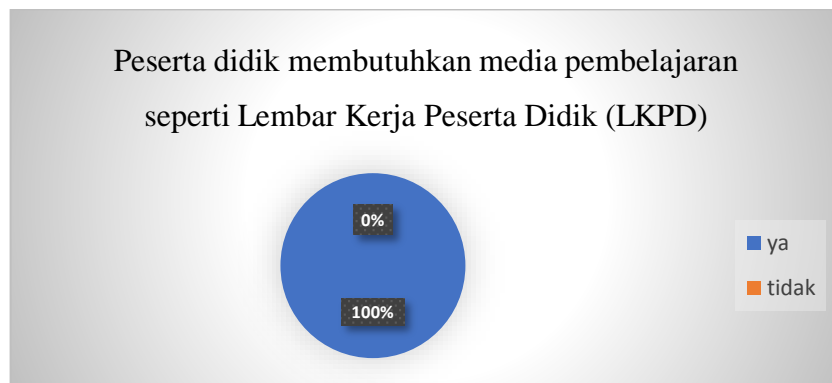 Peserta didik membutuhkan media pembelajaran
seperti Lembar Kerja Peserta Didik (LKPD)
0%
100%
ya
tidak